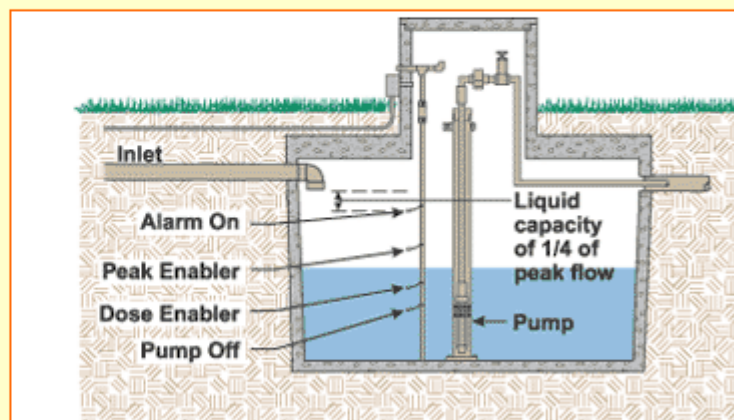 Inlet
Alarm On
Peak Enabler
Dose Enabler
Pump Off
Liquid
capacity
of 1/4 of
peak flow
Pump